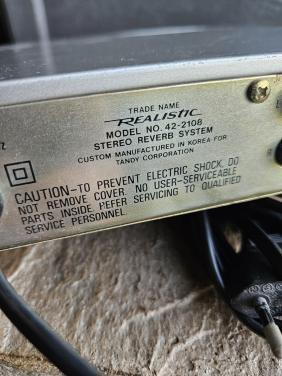 TRADE NAME
REALISTIC
MODEL NO. 42-2108
STEREO REVERB SYSTEM
CUSTOM MANUFACTURED IN KOREA FOR
TANDY CORPORATION
CAUTION–TO PREVENT ELECTRIC SHOCK, DO
NOT REMOVE COVER. NO USER-SERVICEABLE
PARTS INSIDE. REFER SERVICING TO QUALIFIED
SERVICE PERSONNEL.